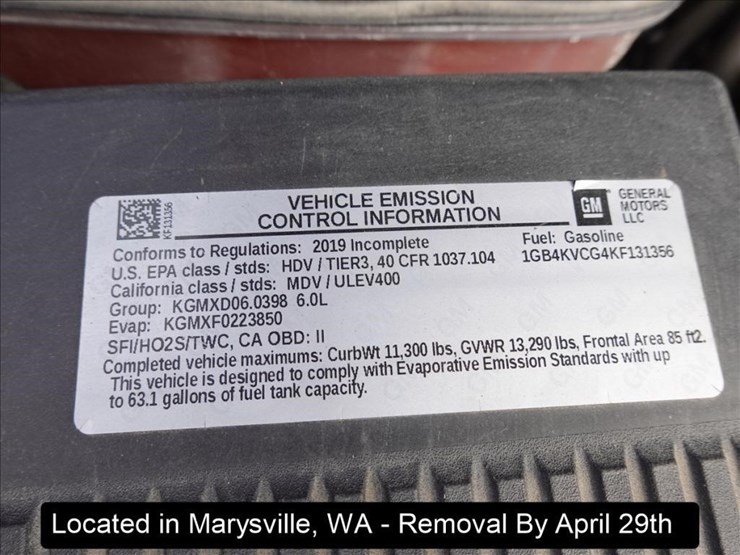 KF131356
VEHICLE EMISSION
CONTROL INFORMATION
GM
GENERAL
MOTORS
LLC
Conforms to Regulations: 2019 Incomplete
Fuel: Gasoline
U.S. EPA class / stds: HDV / TIER3, 40 CFR 1037.104
1GB4KVCG4KF131356
California class / stds: MDV / ULEV400
Group: KGMXD06.0398 6.0L
Evap: KGMXF0223850
SFI/HO2S/TWC, CA OBD: II
Completed vehicle maximums: CurbWt 11,300 lbs, GVWR 13,290 lbs, Frontal Area 85 ft2.
This vehicle is designed to comply with Evaporative Emission Standards with up
to 63.1 gallons of fuel tank capacity.
Located in Marysville, WA - Removal By April 29th